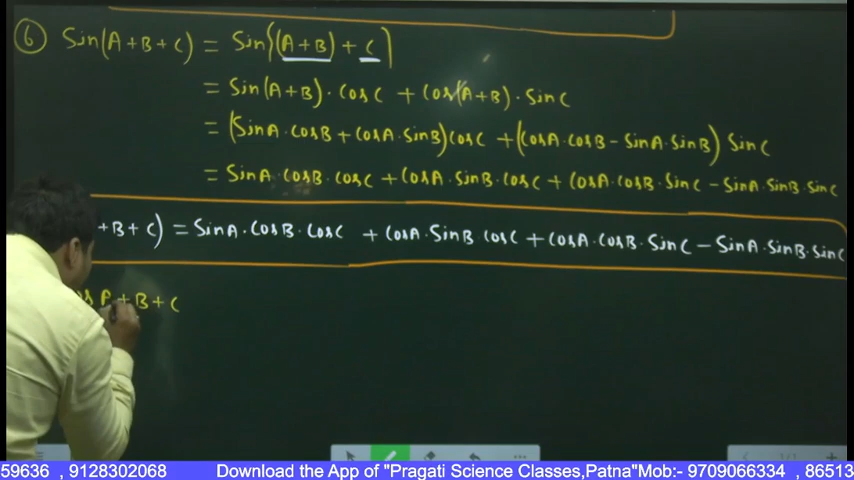 ⑥ Sin(A+B+C) = Sin{(A+B)+C}
= Sin(A+B)·CosC + Cos(A+B)·SinC
= (SinA·CosB+CosA·SinB)CosC +(CosA·CosB-SinA·SinB) SinC
= SinA·CosB·CosC+CosA·SinB·CosC+CosA·CosB·SinC-SinA·SinB·SinC
+B+C) = SinA·CosB·CosC +CosA·SinB CosC+CosA·CosB·SinC-SinA·SinB·SinC
A+B+C
59636 , 9128302068 Download the App of "Pragati Science Classes,Patna"Mob:- 9709066334 , 86513